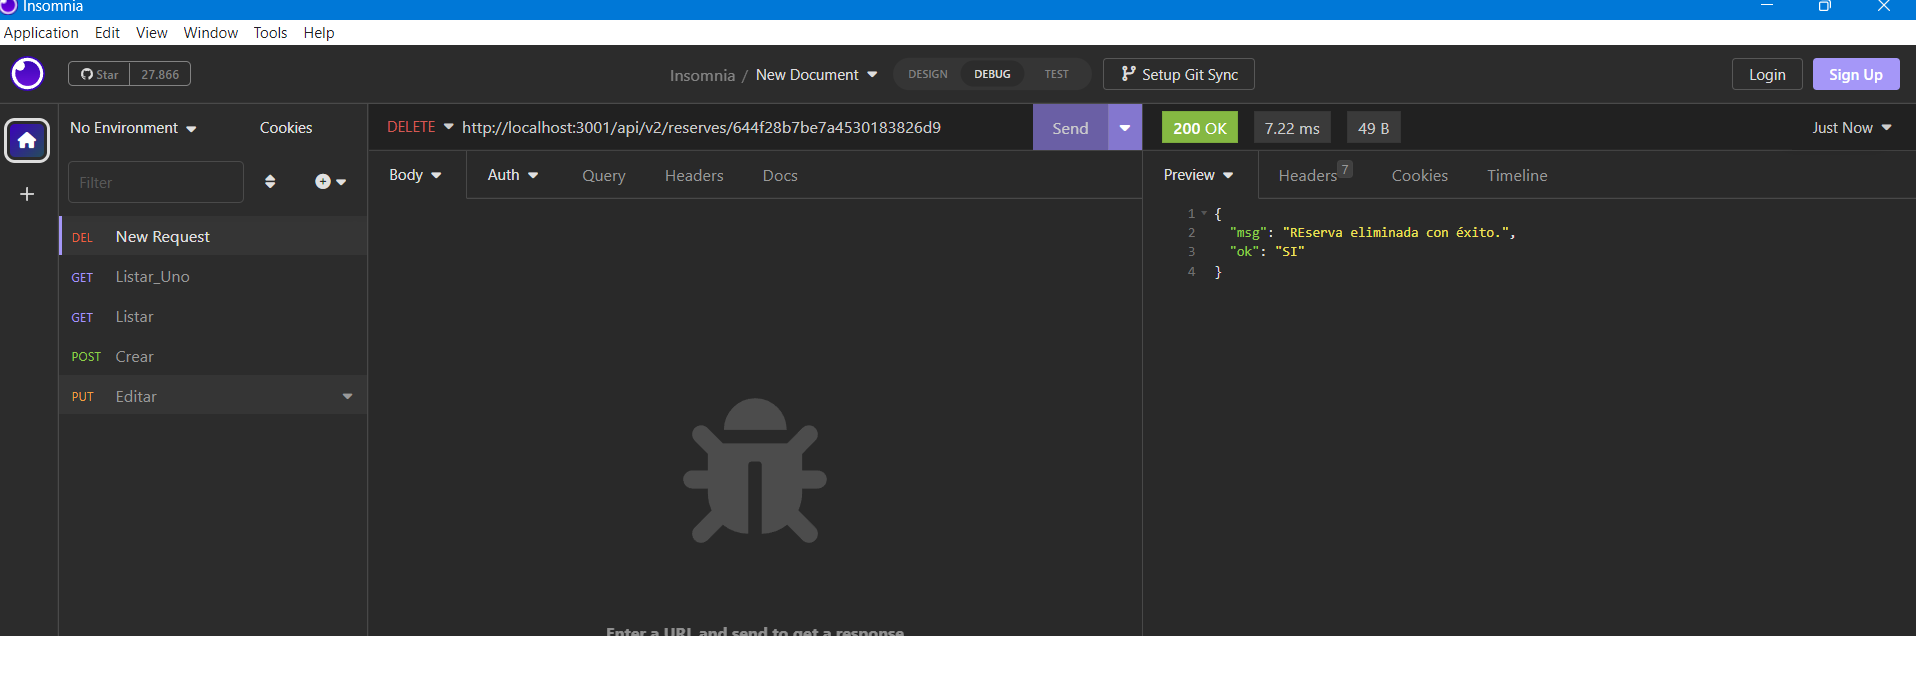 Insomnia
Application Edit View Window Tools Help
Star 27.866
Insomnia / New Document
DESIGN DEBUG TEST
Setup Git Sync
Login
Sign Up
No Environment
Cookies
DELETE http://localhost:3001/api/v2/reserves/644f28b7be7a4530183826d9
Send
200 OK
7.22 ms
49 B
Just Now
Filter
Body Auth Query Headers Docs
Preview Headers 7 Cookies Timeline
DEL New Request
GET Listar_Uno
GET Listar
POST Crear
PUT Editar
1 {
2 "msg": "REserva eliminada con éxito.",
3 "ok": "SI"
4 }
Enter a URL and send to get a response